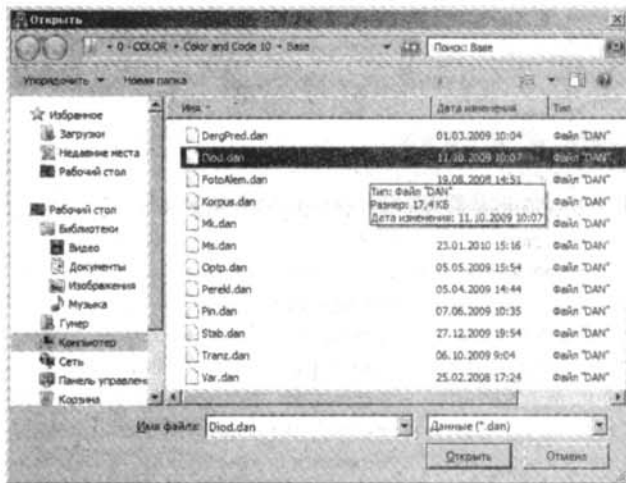 Открыть
0 - COLOR Color and Code 10 Base
Поиск: Base
Упорядочить Новая папка
Имя Дата изменения Тип
Избранное
Загрузки
Недавние места
Рабочий стол
Рабочий стол
Библиотеки
Видео
Документы
Изображения
Музыка
Гунер
Компьютер
Сеть
Панель управлен
Корзина
DergPred.dan 01.03.2009 10:04 Файл "DAN"
Diod.dan 11.10.2009 10:07 Файл "DAN"
FotoAlem.dan 19.08.2008 14:51 Файл "DAN"
Korpus.dan Файл "DAN"
Mk.dan Файл "DAN"
Тип: Файл "DAN"
Размер: 17,4 КБ
Дата изменения: 11.10.2009 10:07
Ms.dan 23.01.2010 15:16 Файл "DAN"
Optp.dan 05.05.2009 15:54 Файл "DAN"
Perekl.dan 05.04.2009 14:44 Файл "DAN"
Pin.dan 07.06.2009 10:35 Файл "DAN"
Stab.dan 27.12.2009 19:54 Файл "DAN"
Tranz.dan 06.10.2009 9:04 Файл "DAN"
Var.dan 25.02.2008 17:24 Файл "DAN"
Имя файла: Diod.dan Данные (*.dan)
Открыть Отмена